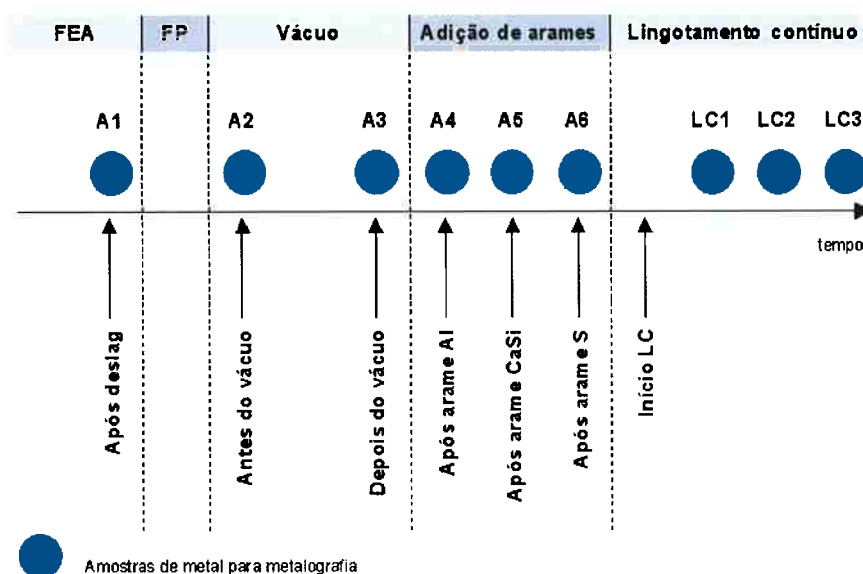 FEA FP Vácuo Adição de arames Lingotamento contínuo
A1 A2 A3 A4 A5 A6 LC1 LC2 LC3
tempo
Após deslag
Antes do vácuo
Depois do vácuo
Após arame Al
Após arame CaSi
Após arame S
Início LC
Amostras de metal para metalografia